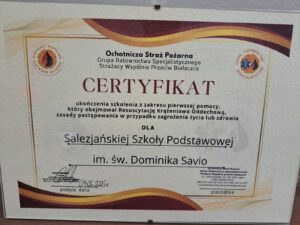 Ochotnicza Straż Pożarna
Grupa Ratownictwa Specjalistycznego
Strażacy Wspólnie Przeciw Białaczce
CERTYFIKAT
ukończenia szkolenia z zakresu pierwszej pomocy,
który obejmował Resuscytację Krążeniowo Oddechową,
zasady postępowania w przypadku zagrożenia życia lub zdrowia
DLA
Salezjańskiej Szkoły Podstawowej
im. św. Dominika Savio
podpis, data
pieczątka